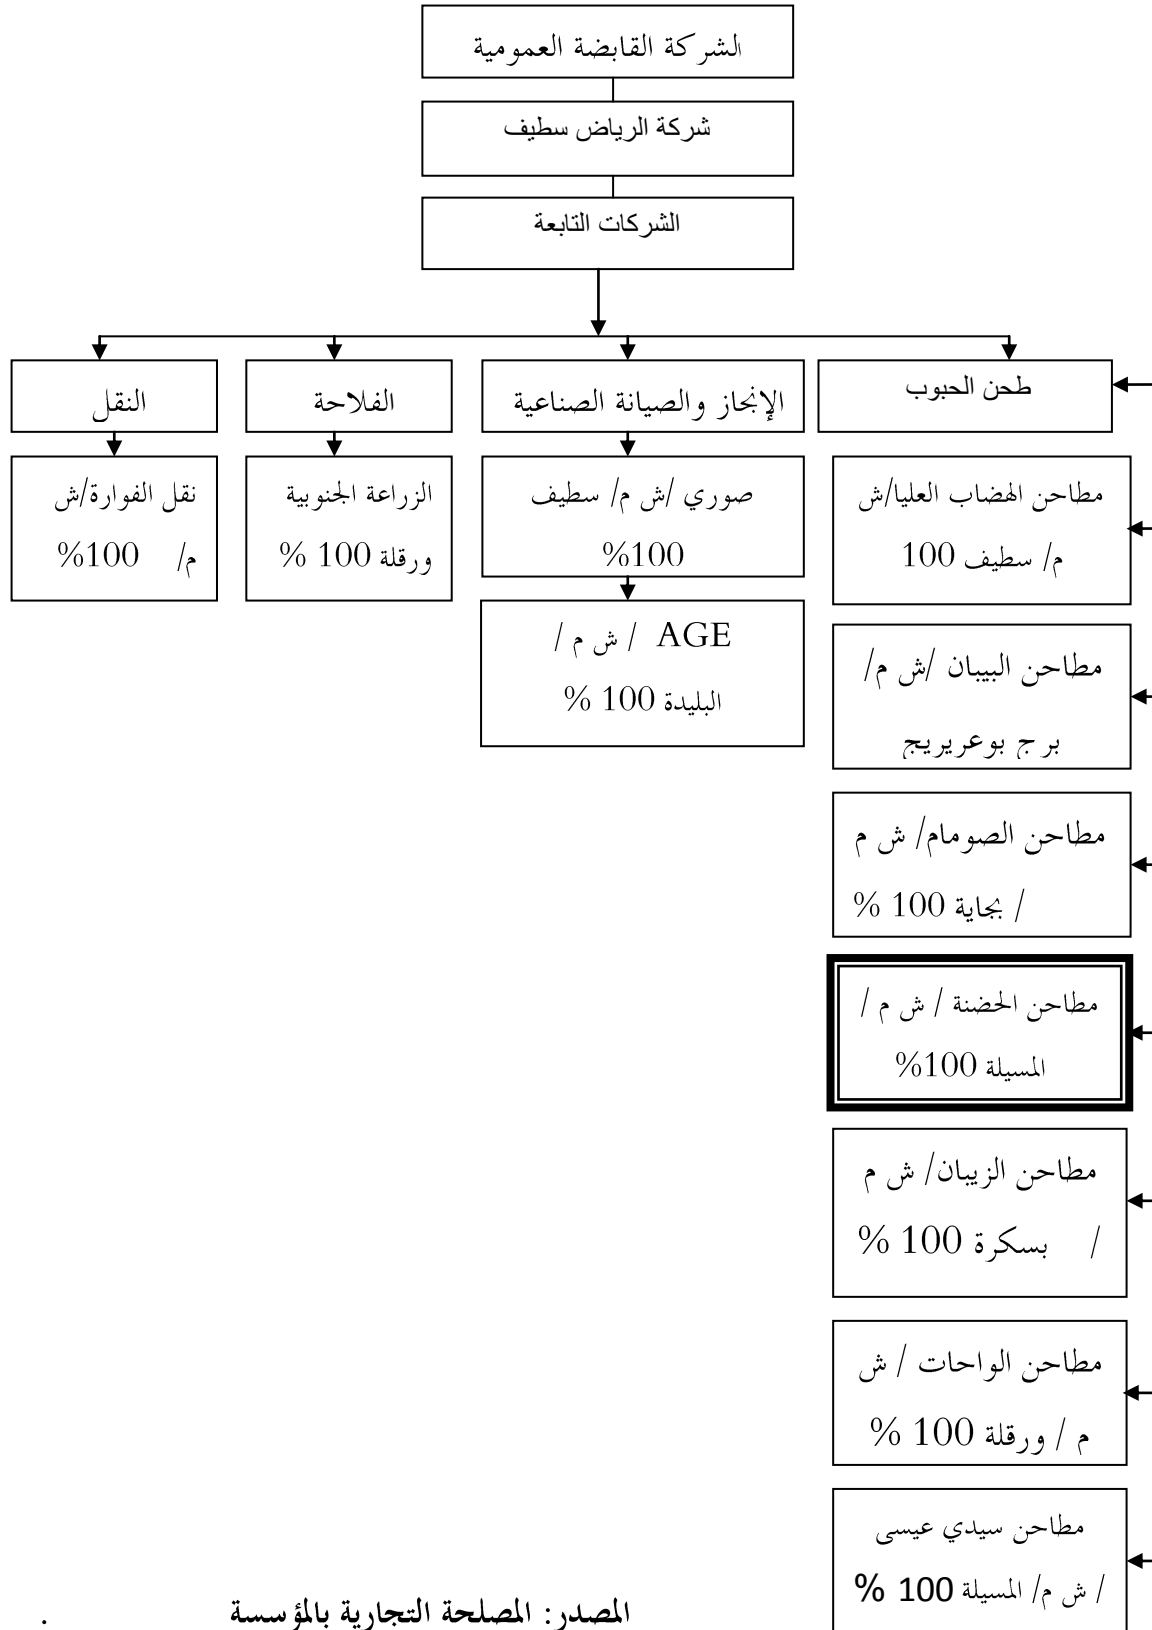 الشركة القابضة العمومية
شركة الرياض سطيف
الشركات التابعة
طحن الحبوب
الإنجاز والصيانة الصناعية
الفلاحة
النقل
مطاحن الهضاب العليا/ش
م/ سطيف 100
صوري /ش م/ سطيف
100%
الزراعة الجنوبية
ورقلة 100 %
نقل الفوارة/ش
م/ 100%
AGE / ش م /
البليدة 100 %
مطاحن البيبان /ش م/
برج بوعريريج
مطاحن الصومام/ ش م
/ بجاية 100 %
مطاحن الحضنة / ش م /
المسيلة 100%
مطاحن الزيبان/ ش م
/ بسكرة 100 %
مطاحن الواحات / ش
م / ورقلة 100 %
مطاحن سيدي عيسى
/ ش م/ المسيلة 100 %
المصدر: المصلحة التجارية بالمؤسسة .